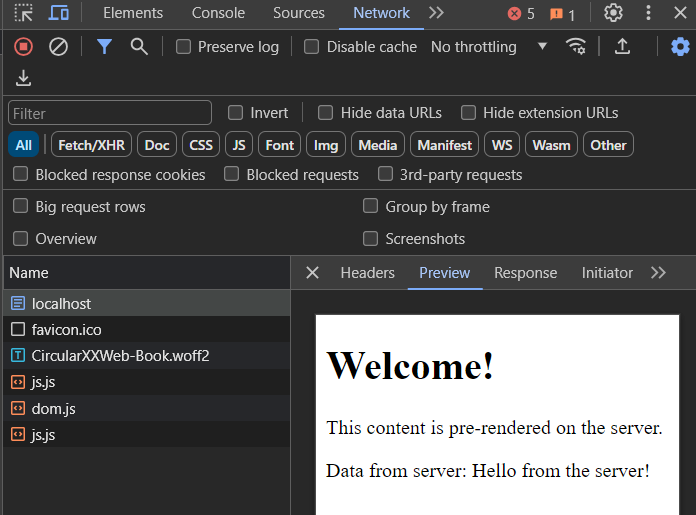 Elements Console Sources Network 5 1
Preserve log Disable cache No throttling
Filter Invert Hide data URLs Hide extension URLs
All Fetch/XHR Doc CSS JS Font Img Media Manifest WS Wasm Other
Blocked response cookies Blocked requests 3rd-party requests
Big request rows Group by frame
Overview Screenshots
Name Headers Preview Response Initiator
localhost
favicon.ico
CircularXXWeb-Book.woff2
js.js
dom.js
js.js
Welcome!
This content is pre-rendered on the server.
Data from server: Hello from the server!